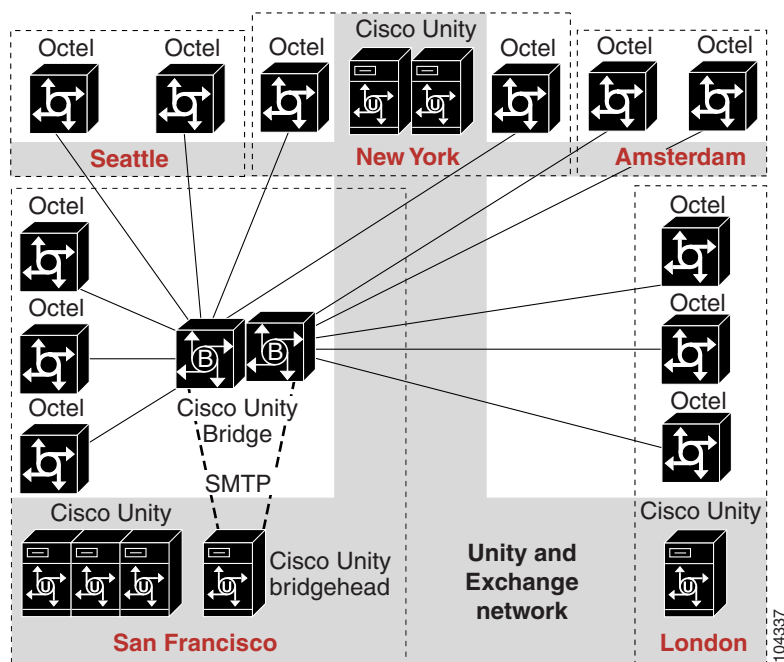 Cisco Unity
Octel
Octel
Octel
Octel
Octel
Octel
Seattle
New York
Amsterdam
Octel
Octel
Octel
Octel
Octel
Octel
B
B
Cisco Unity
Bridge
SMTP
Cisco Unity
U
U
U
U
U
U
U
Cisco Unity
bridgehead
Unity and
Exchange
network
Cisco Unity
San Francisco
London
104337